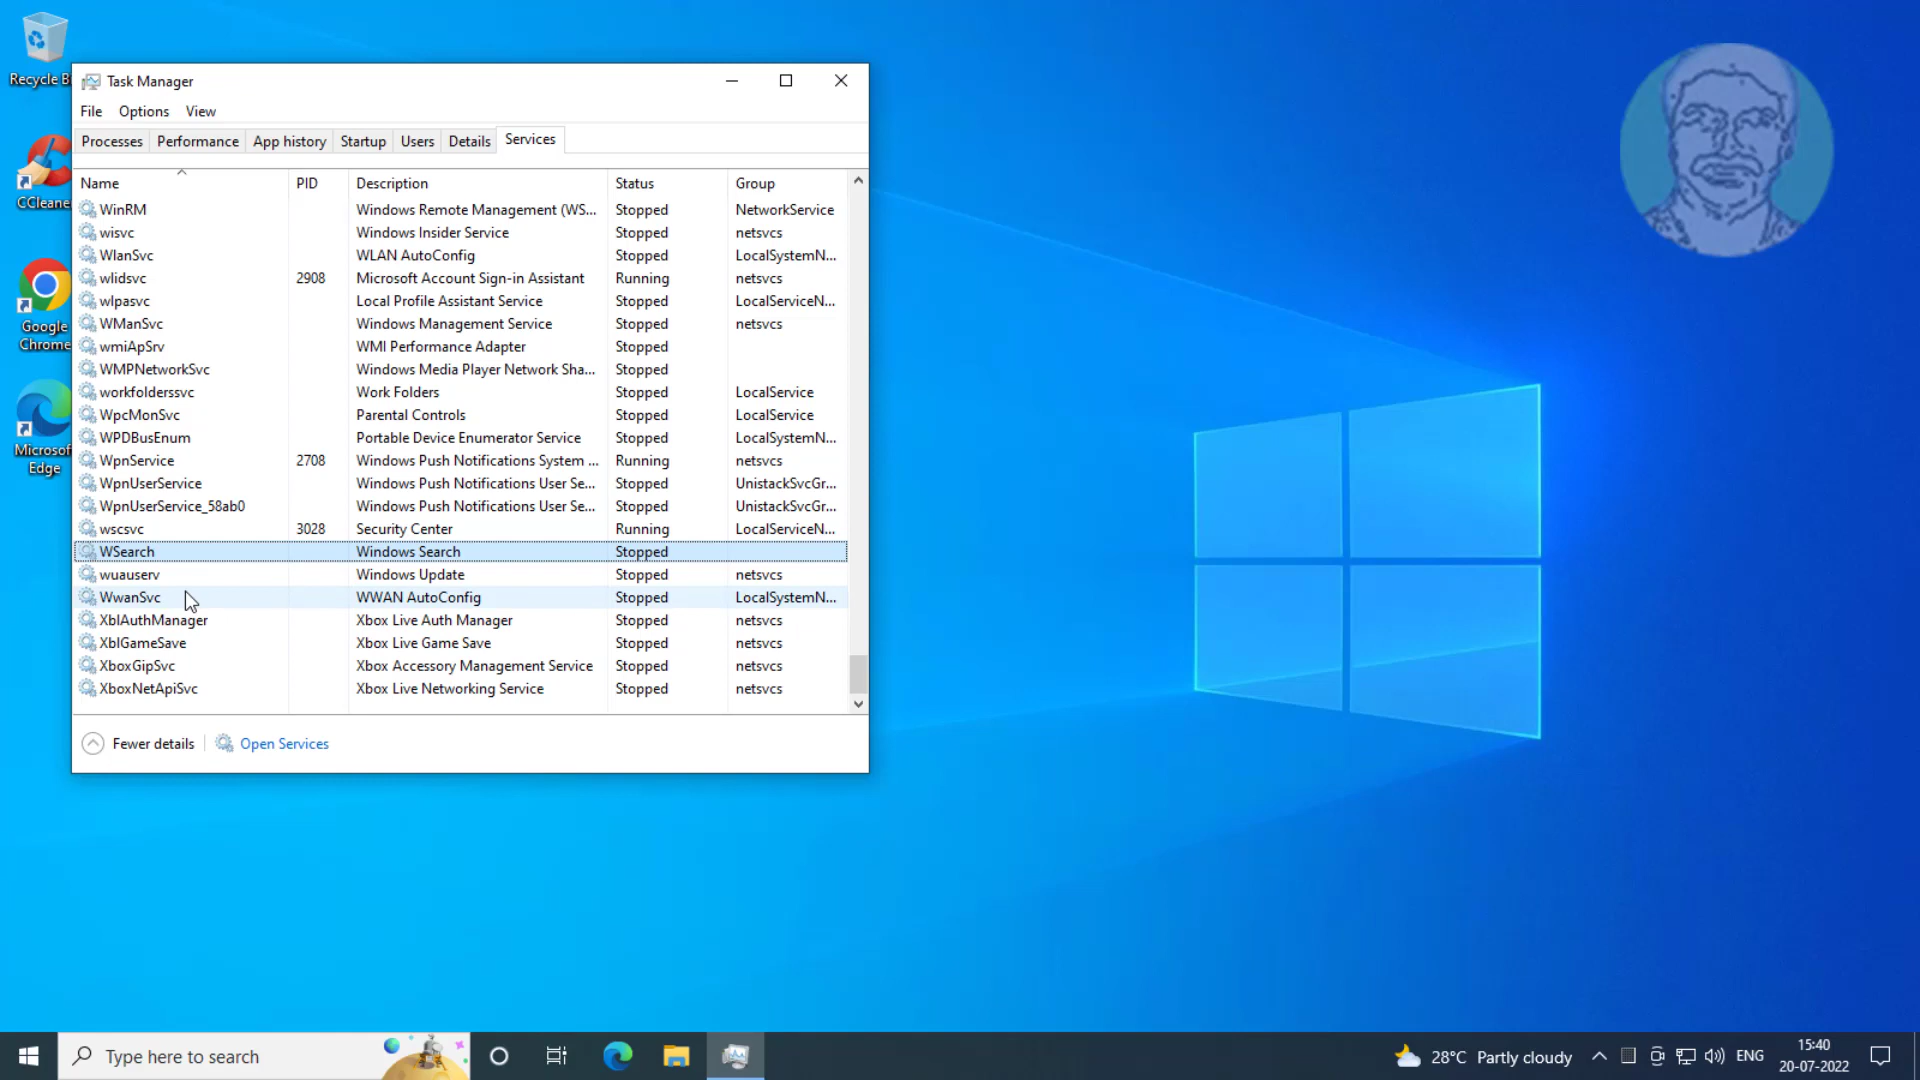 Recycle B
CCleaner
Google
Chrome
Microsof
Edge
Task Manager
File Options View
Processes Performance App history Startup Users Details Services
Name PID Description Status Group
WinRM Windows Remote Management (WS... Stopped NetworkService
wisvc Windows Insider Service Stopped netsvcs
WlanSvc WLAN AutoConfig Stopped LocalSystemN...
wlidsvc 2908 Microsoft Account Sign-in Assistant Running netsvcs
wlpasvc Local Profile Assistant Service Stopped LocalServiceN...
WManSvc Windows Management Service Stopped netsvcs
wmiApSrv WMI Performance Adapter Stopped
WMPNetworkSvc Windows Media Player Network Sha... Stopped
workfolderssvc Work Folders Stopped LocalService
WpcMonSvc Parental Controls Stopped LocalService
WPDBusEnum Portable Device Enumerator Service Stopped LocalSystemN...
WpnService 2708 Windows Push Notifications System ... Running netsvcs
WpnUserService Windows Push Notifications User Se... Stopped UnistackSvcGr...
WpnUserService_58ab0 Windows Push Notifications User Se... Stopped UnistackSvcGr...
wscsvc 3028 Security Center Running LocalServiceN...
WSearch Windows Search Stopped
wuauserv Windows Update Stopped netsvcs
WwanSvc WWAN AutoConfig Stopped LocalSystemN...
XblAuthManager Xbox Live Auth Manager Stopped netsvcs
XblGameSave Xbox Live Game Save Stopped netsvcs
XboxGipSvc Xbox Accessory Management Service Stopped netsvcs
XboxNetApiSvc Xbox Live Networking Service Stopped netsvcs
Fewer details Open Services
Type here to search
28°C Partly cloudy
ENG
15:40
20-07-2022